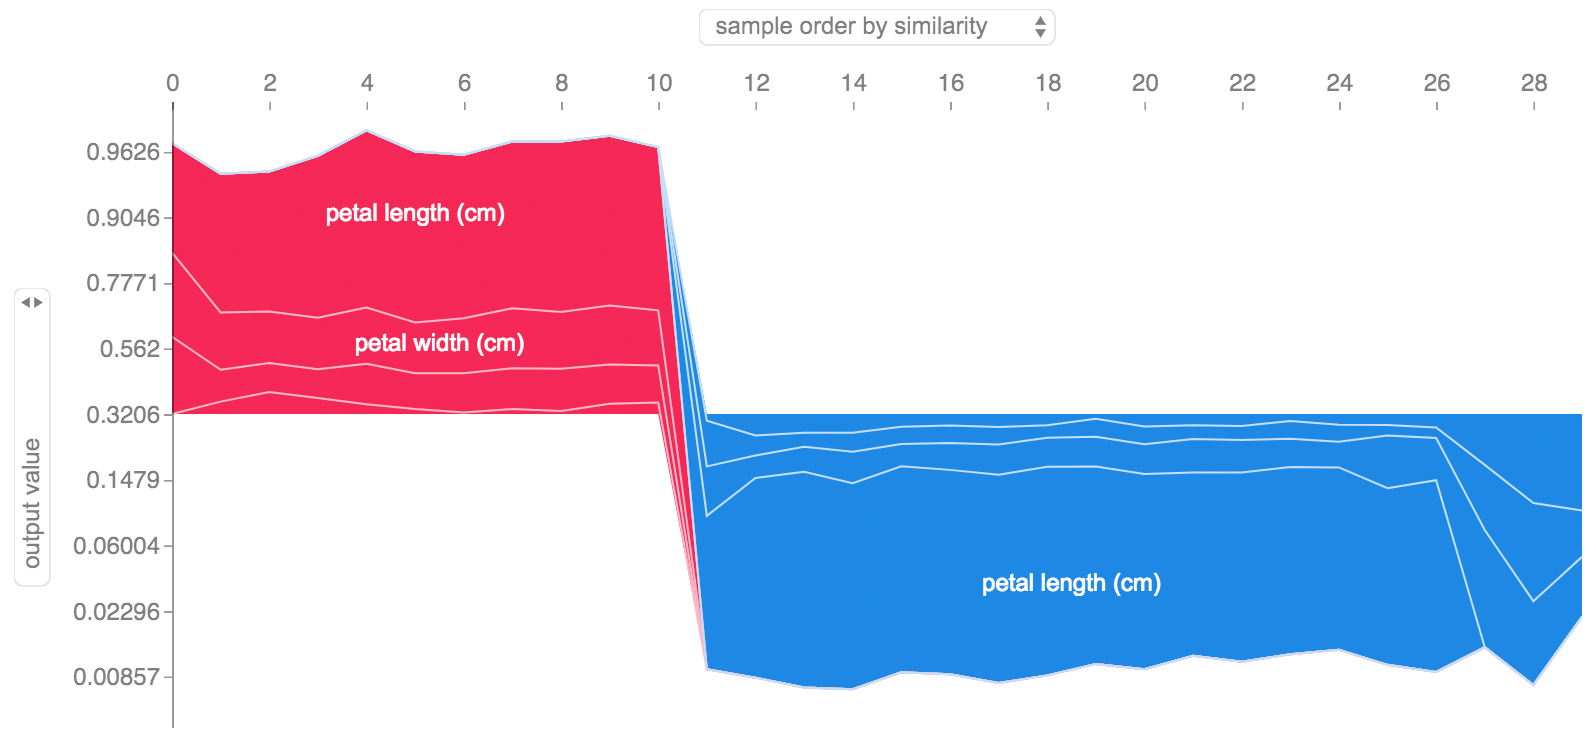 sample order by similarity
0 2 4 6 8 10 12 14 16 18 20 22 24 26 28
0.9626
petal length (cm)
0.9046
0.7771
petal width (cm)
0.562
0.3206
0.1479
output value
0.06004
petal length (cm)
0.02296
0.00857